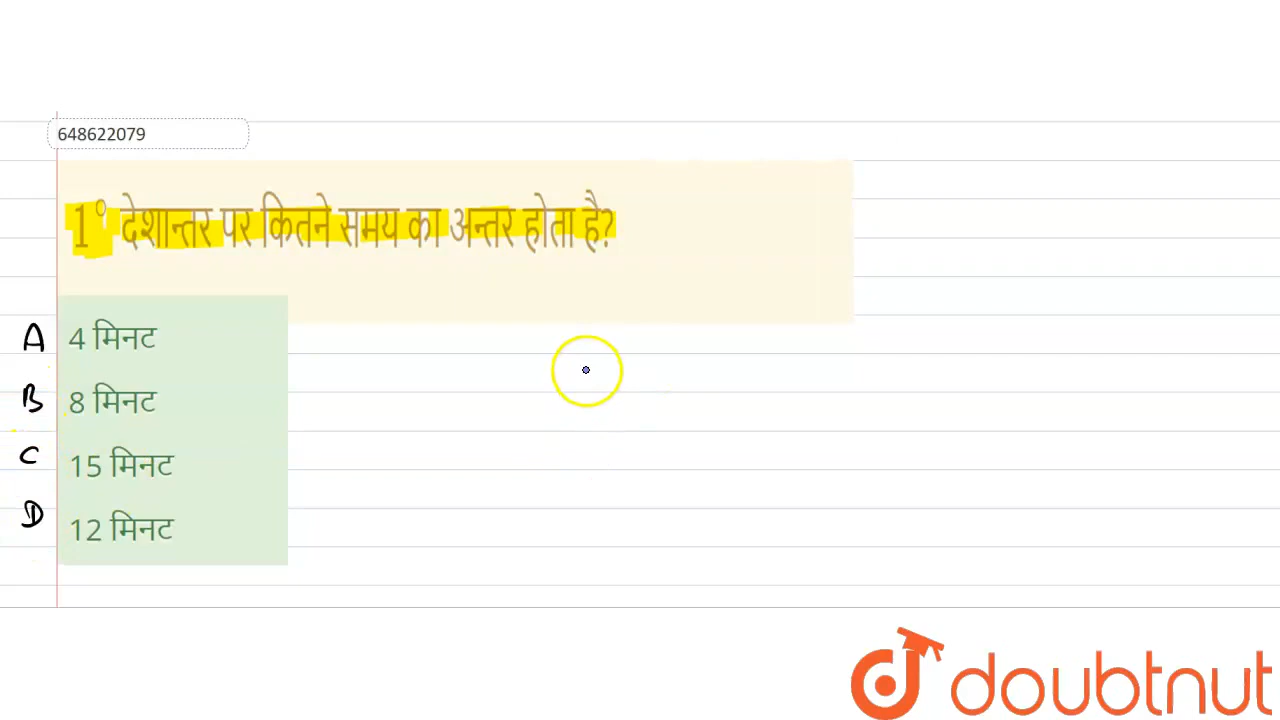 648622079
1° देशान्तर पर कितने समय का अन्तर होता है?
A 4 मिनट
B 8 मिनट
C 15 मिनट
D 12 मिनट
doubtnut